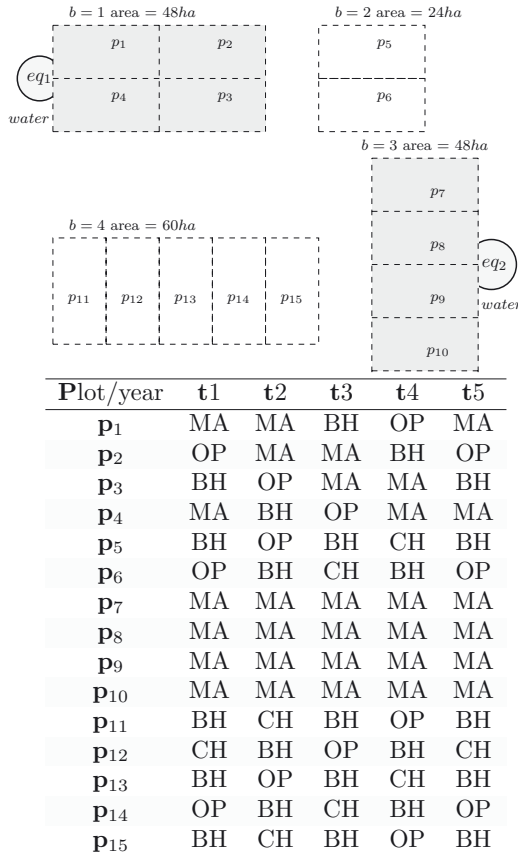 b = 1 area = 48ha
b = 2 area = 24ha
p1 p2
p5
eq1
p4 p3
p6
water
b = 3 area = 48ha
p7
b = 4 area = 60ha
p8
eq2
p11 p12 p13 p14 p15
p9
water
p10
Plot/year t1 t2 t3 t4 t5
p1 MA MA BH OP MA
p2 OP MA MA BH OP
p3 BH OP MA MA BH
p4 MA BH OP MA MA
p5 BH OP BH CH BH
p6 OP BH CH BH OP
p7 MA MA MA MA MA
p8 MA MA MA MA MA
p9 MA MA MA MA MA
p10 MA MA MA MA MA
p11 BH CH BH OP BH
p12 CH BH OP BH CH
p13 BH OP BH CH BH
p14 OP BH CH BH OP
p15 BH CH BH OP BH